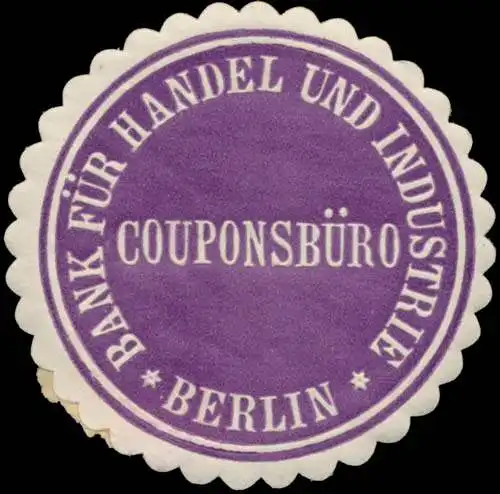 BANK FÜR HANDEL UND INDUSTRIE
COUPONSBÜRO
* BERLIN *